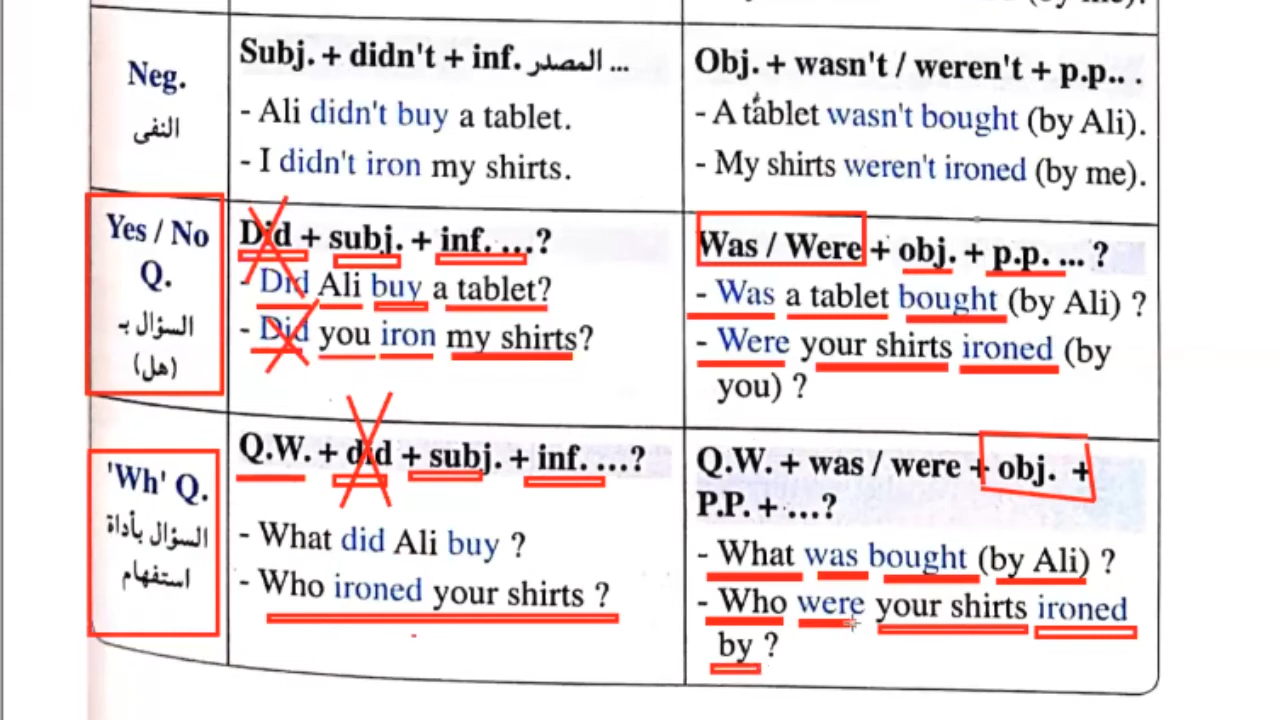 (by me).
Neg.
النفى
Subj. + didn't + inf. المصدر ...
- Ali didn't buy a tablet.
- I didn't iron my shirts.
Obj. + wasn't / weren't + p.p.. .
- A tablet wasn't bought (by Ali).
- My shirts weren't ironed (by me).
Yes / No
Q.
السؤال بـ
(هل)
Did + subj. + inf. ...?
- Did Ali buy a tablet?
- Did you iron my shirts?
Was / Were + obj. + p.p. ... ?
- Was a tablet bought (by Ali) ?
- Were your shirts ironed (by
you) ?
'Wh' Q.
السؤال بأداة
استفهام
Q.W. + did + subj. + inf. ...?
- What did Ali buy ?
- Who ironed your shirts ?
Q.W. + was / were + obj. +
P.P. + ...?
- What was bought (by Ali) ?
- Who were your shirts ironed
by ?